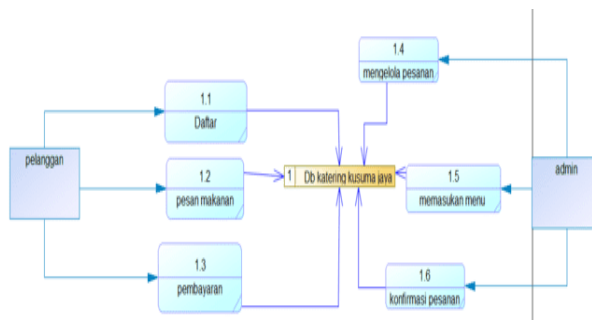 1.4
mengelola pesanan
1.1
Daftar
pelanggan
1.2
pesan makanan
1 Db katering kusuma jaya
1.5
memasukan menu
admin
1.3
pembayaran
1.6
konfirmasi pesanan